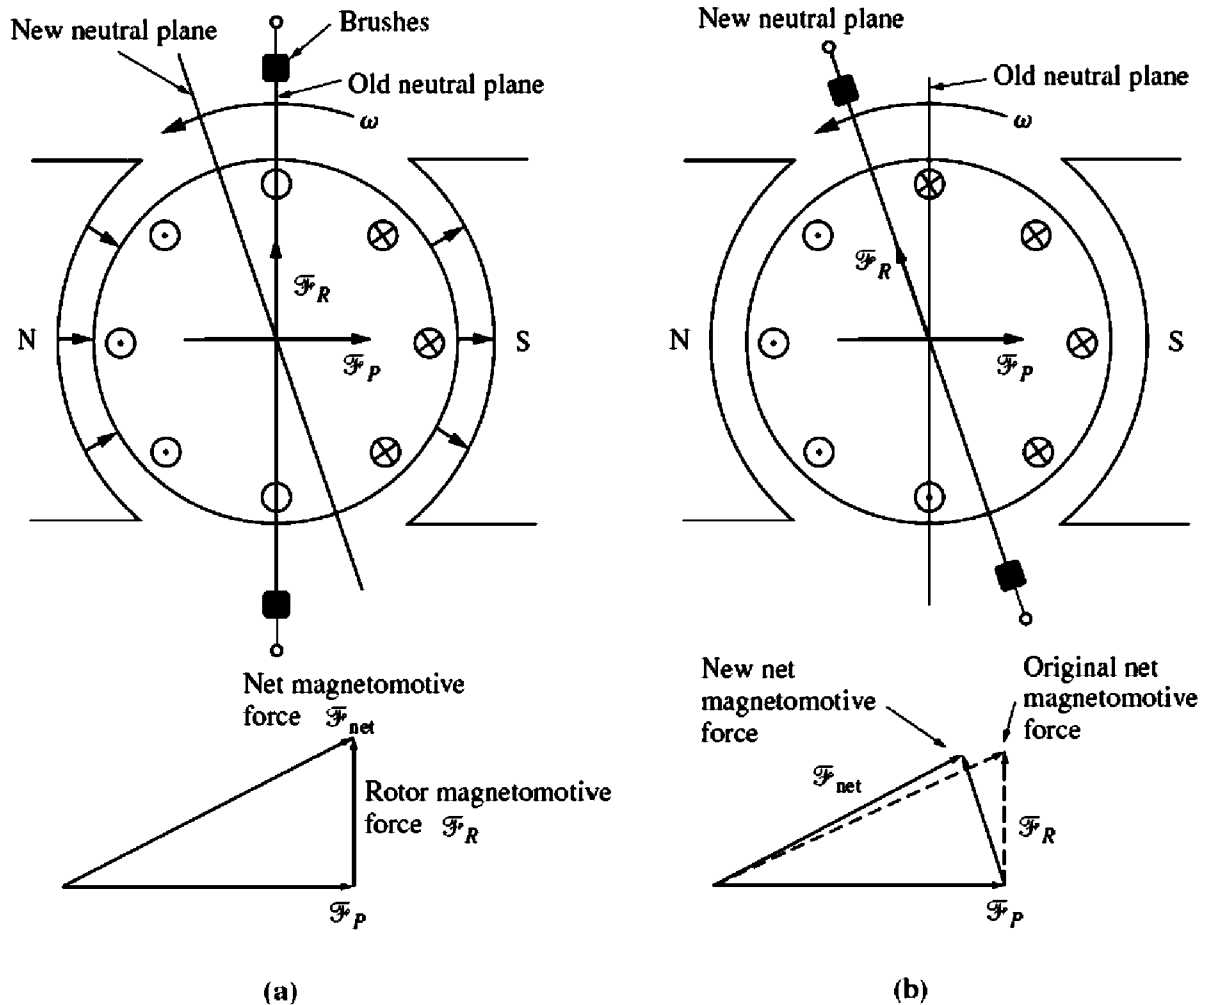 New neutral plane
Brushes
Old neutral plane
ω
N
S
ℱR
ℱP
Net magnetomotive
force ℱnet
Rotor magnetomotive
force ℱR
ℱP
(a)
New neutral plane
Old neutral plane
ω
N
S
ℱR
ℱP
New net
magnetomotive
force
Original net
magnetomotive
force
ℱnet
ℱR
ℱP
(b)